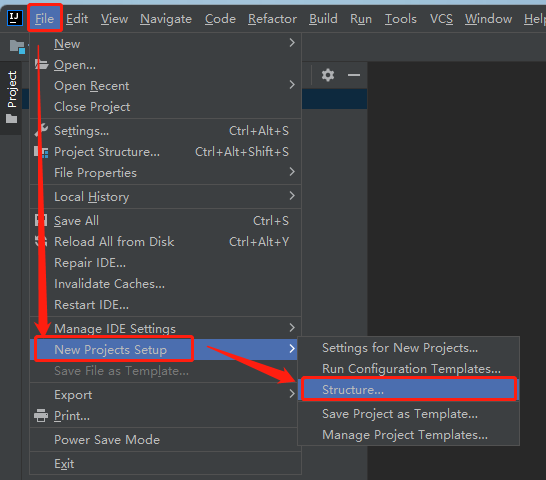 IJ File Edit View Navigate Code Refactor Build Run Tools VCS Window Help
Project
New
Open...
Open Recent
Close Project
Settings... Ctrl+Alt+S
Project Structure... Ctrl+Alt+Shift+S
File Properties
Local History
Save All Ctrl+S
Reload All from Disk Ctrl+Alt+Y
Repair IDE...
Invalidate Caches...
Restart IDE...
Manage IDE Settings
New Projects Setup
Save File as Template...
Export
Print...
Power Save Mode
Exit
Settings for New Projects...
Run Configuration Templates...
Structure...
Save Project as Template...
Manage Project Templates...